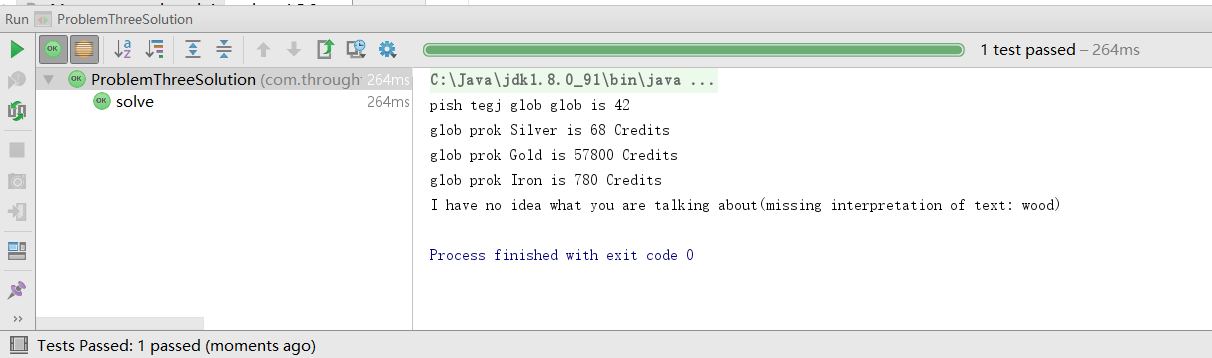 Run ProblemThreeSolution
1 test passed – 264ms
ProblemThreeSolution (com.through 264ms
solve 264ms
C:\Java\jdk1.8.0_91\bin\java ...
pish tegj glob glob is 42
glob prok Silver is 68 Credits
glob prok Gold is 57800 Credits
glob prok Iron is 780 Credits
I have no idea what you are talking about(missing interpretation of text: wood)
Process finished with exit code 0
Tests Passed: 1 passed (moments ago)